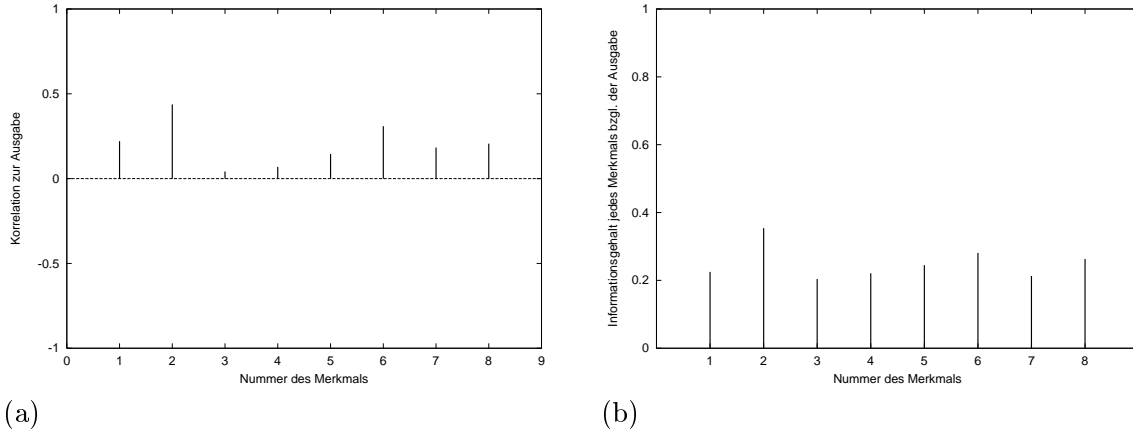 1
0.5
0
-0.5
-1
Korrelation zur Ausgabe
0 1 2 3 4 5 6 7 8 9
Nummer des Merkmals
(a)
1
0.8
0.6
0.4
0.2
0
Informationsgehalt jedes Merkmals bzgl. der Ausgabe
1 2 3 4 5 6 7 8
Nummer des Merkmals
(b)